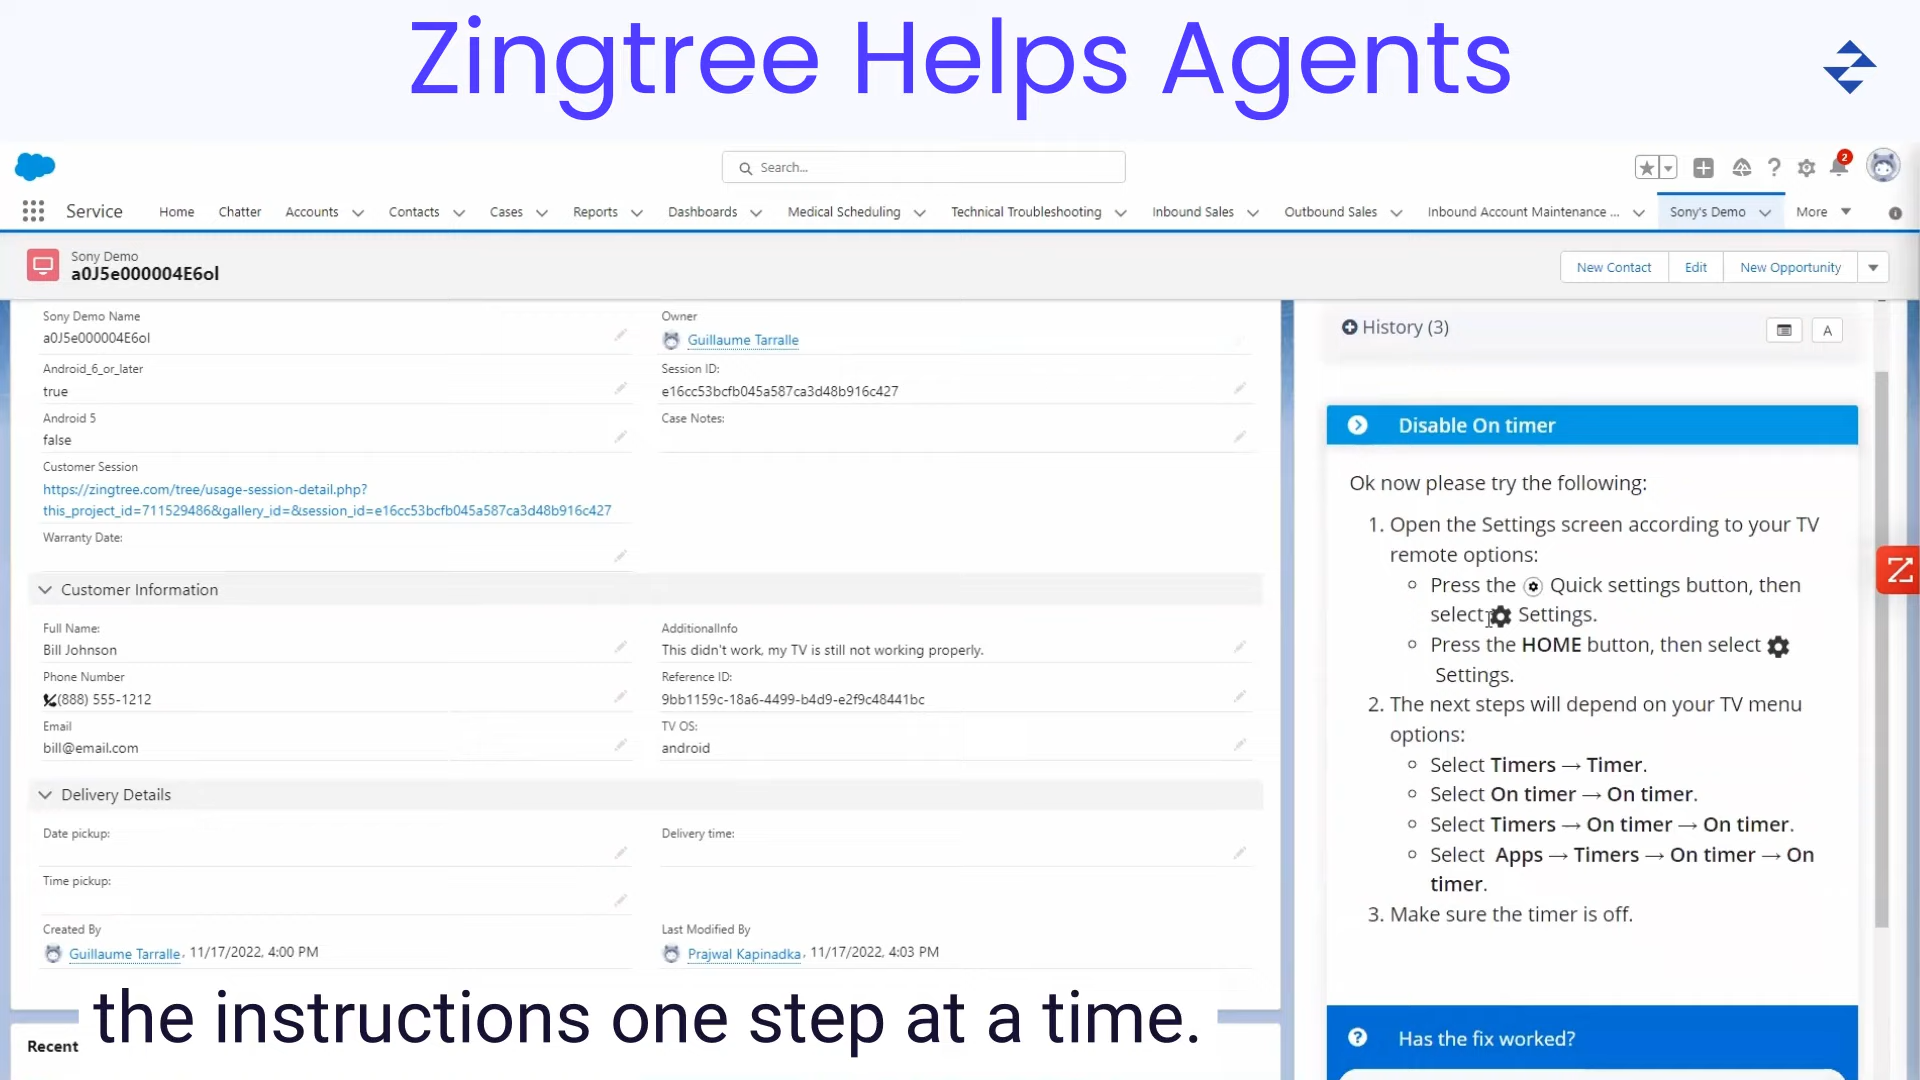 Zingtree Helps Agents
Search...
2
Service
Home
Chatter
Accounts
Contacts
Cases
Reports
Dashboards
Medical Scheduling
Technical Troubleshooting
Inbound Sales
Outbound Sales
Inbound Account Maintenance ...
Sony's Demo
More
Sony Demo
a0J5e000004E6ol
New Contact
Edit
New Opportunity
Sony Demo Name
a0J5e000004E6ol
Owner
Guillaume Tarralle
Android_6_or_later
true
Session ID:
e16cc53bcfb045a587ca3d48b916c427
Android 5
false
Case Notes:
Customer Session
https://zingtree.com/tree/usage-session-detail.php?
this_project_id=711529486&gallery_id=&session_id=e16cc53bcfb045a587ca3d48b916c427
Warranty Date:
Customer Information
Full Name:
Bill Johnson
AdditionalInfo
This didn't work, my TV is still not working properly.
Phone Number
(888) 555-1212
Reference ID:
9bb1159c-18a6-4499-b4d9-e2f9c48441bc
Email
bill@email.com
TV OS:
android
Delivery Details
Date pickup:
Delivery time:
Time pickup:
Created By
Guillaume Tarralle, 11/17/2022, 4:00 PM
Last Modified By
Prajwal Kapinadka, 11/17/2022, 4:03 PM
Recent
History (3)
A
Disable On timer
Ok now please try the following:
1. Open the Settings screen according to your TV
remote options:
Press the Quick settings button, then
select Settings.
Press the HOME button, then select
Settings.
2. The next steps will depend on your TV menu
options:
Select Timers → Timer.
Select On timer → On timer.
Select Timers → On timer → On timer.
Select Apps → Timers → On timer → On
timer.
3. Make sure the timer is off.
Has the fix worked?
the instructions one step at a time.